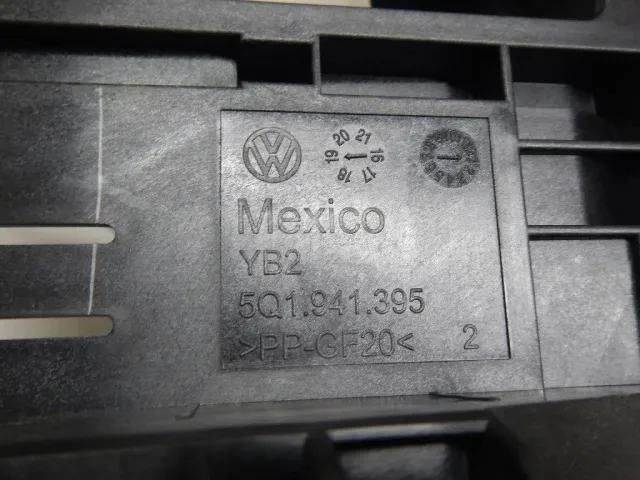 VW
16 17 18 19 20 21
Mexico
YB2
5Q1.941.395
>PP-GF20< 2